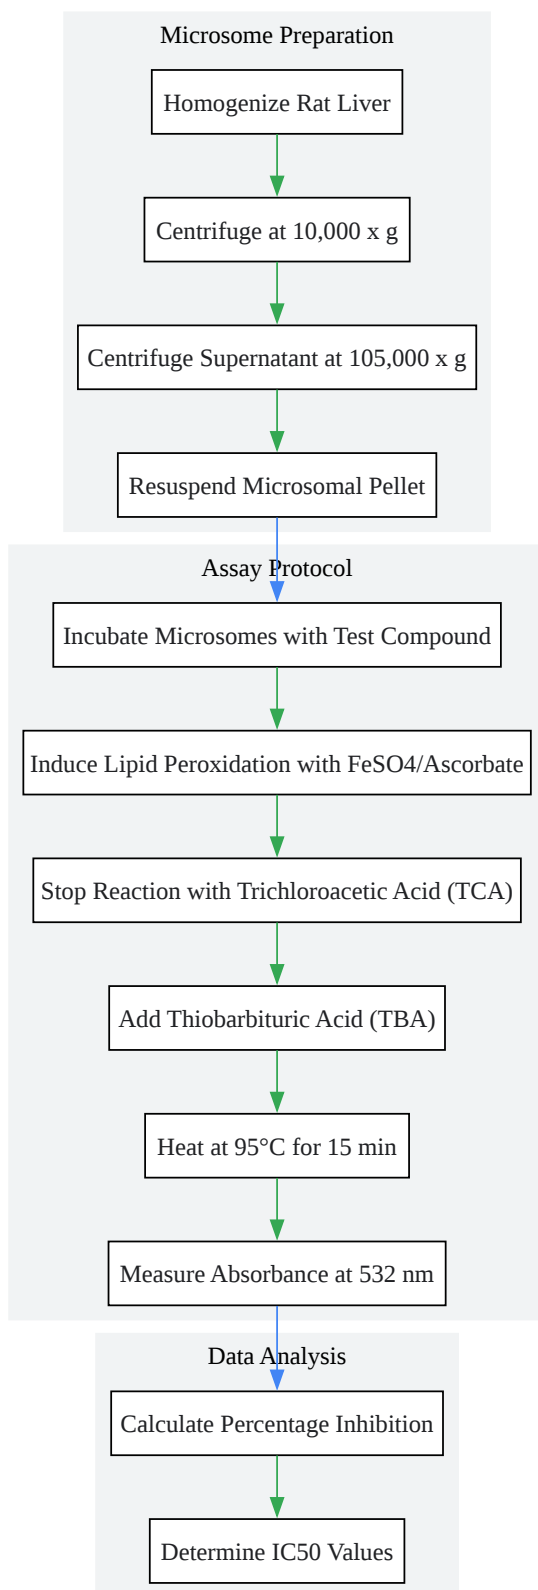 Microsome Preparation
Homogenize Rat Liver
Centrifuge at 10,000 x g
Centrifuge Supernatant at 105,000 x g
Resuspend Microsomal Pellet
Assay Protocol
Incubate Microsomes with Test Compound
Induce Lipid Peroxidation with FeSO4/Ascorbate
Stop Reaction with Trichloroacetic Acid (TCA)
Add Thiobarbituric Acid (TBA)
Heat at 95°C for 15 min
Measure Absorbance at 532 nm
Data Analysis
Calculate Percentage Inhibition
Determine IC50 Values